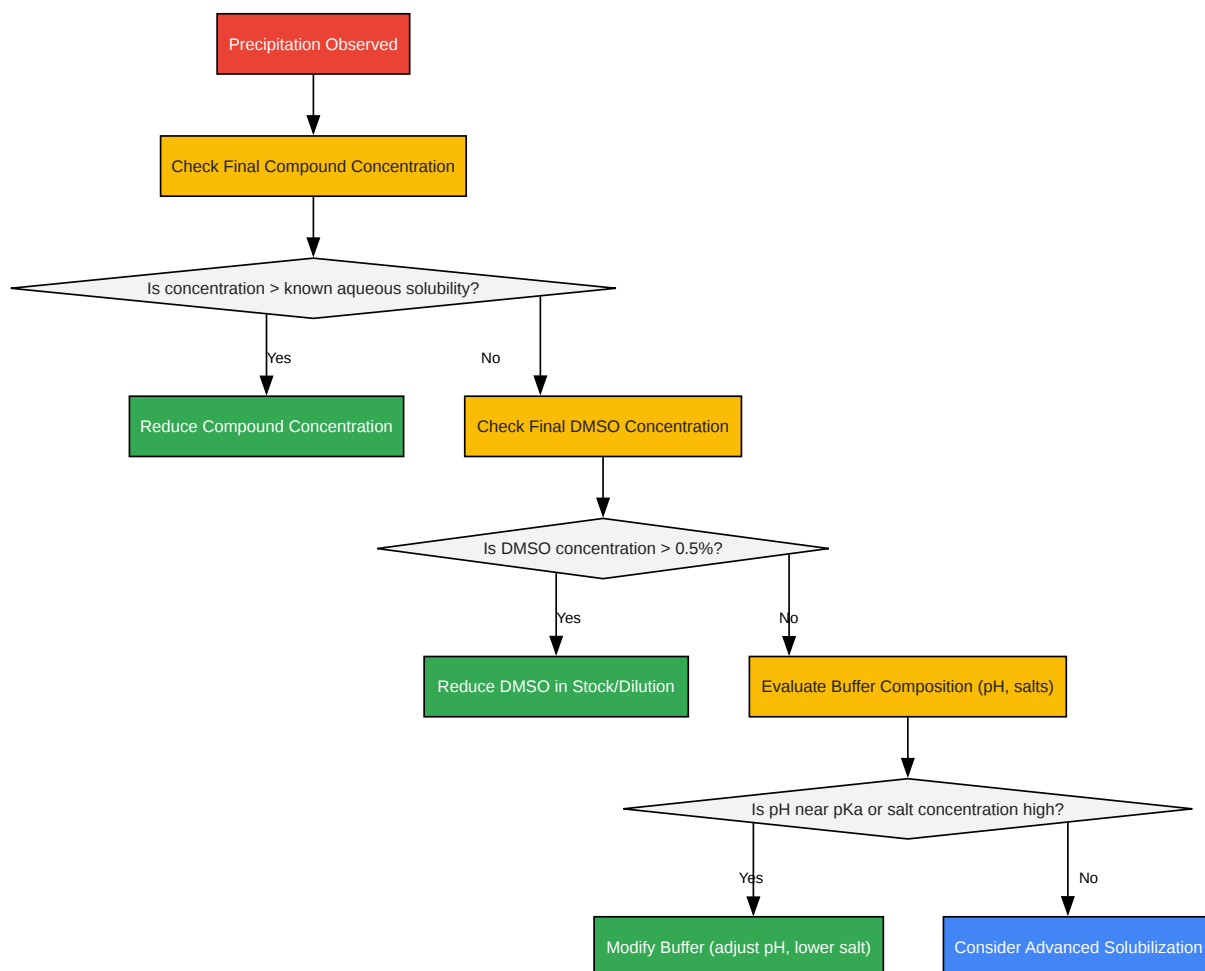 Precipitation Observed
Check Final Compound Concentration
Is concentration > known aqueous solubility?
Yes
No
Reduce Compound Concentration
Check Final DMSO Concentration
Is DMSO concentration > 0.5%?
Yes
No
Reduce DMSO in Stock/Dilution
Evaluate Buffer Composition (pH, salts)
Is pH near pKa or salt concentration high?
Yes
No
Modify Buffer (adjust pH, lower salt)
Consider Advanced Solubilization